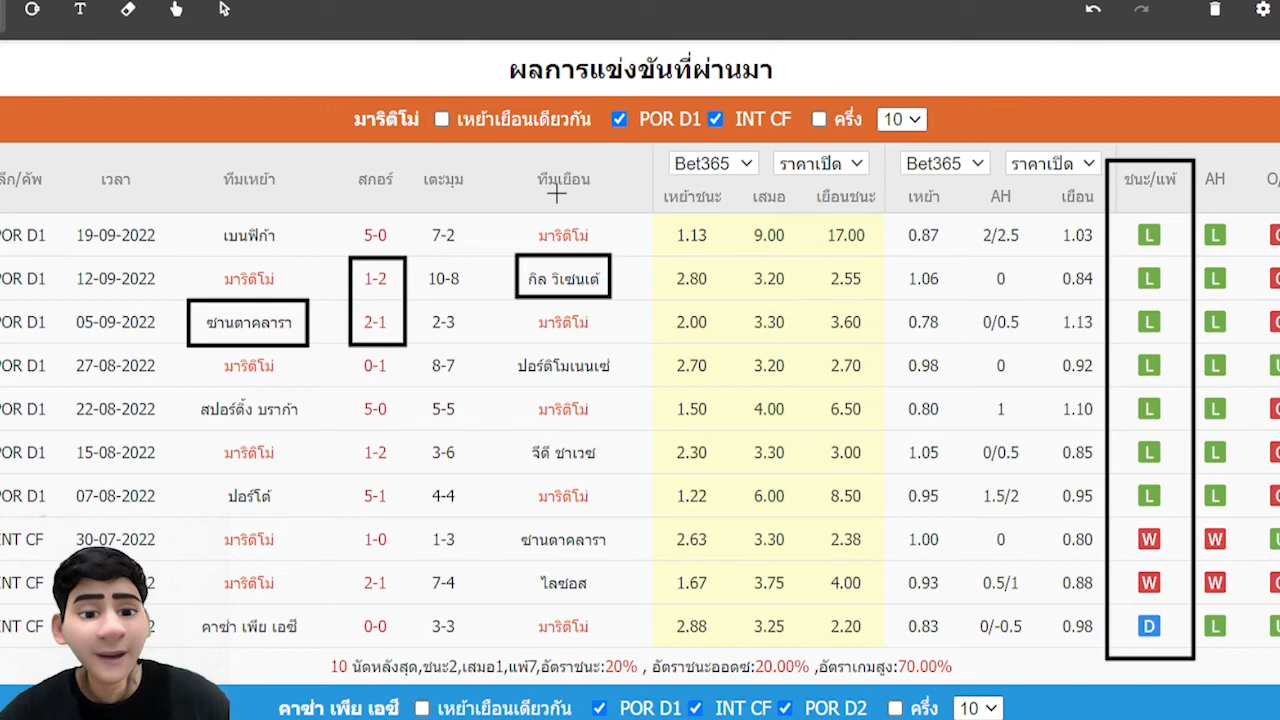 ผลการแข่งขันที่ผ่านมา
มาริติโม่ เหย้าเยือนเดียวกัน POR D1 INT CF ครึ่ง 10
Bet365 ราคาเปิด Bet365 ราคาเปิด
ลีก/คัพ เวลา ทีมเหย้า สกอร์ เตะมุม ทีมเยือน เหย้าชนะ เสมอ เยือนชนะ เหย้า AH เยือน ชนะ/แพ้ AH
POR D1 19-09-2022 เบนฟิก้า 5-0 7-2 มาริติโม่ 1.13 9.00 17.00 0.87 2/2.5 1.03 L L
POR D1 12-09-2022 มาริติโม่ 1-2 10-8 กิล วิเซนเต้ 2.80 3.20 2.55 1.06 0 0.84 L L
POR D1 05-09-2022 ซานตาคลารา 2-1 2-3 มาริติโม่ 2.00 3.30 3.60 0.78 0/0.5 1.13 L L
POR D1 27-08-2022 มาริติโม่ 0-1 8-7 ปอร์ติโมเนนเซ่ 2.70 3.20 2.70 0.98 0 0.92 L L
POR D1 22-08-2022 สปอร์ติ้ง บราก้า 5-0 5-5 มาริติโม่ 1.50 4.00 6.50 0.80 1 1.10 L L
POR D1 15-08-2022 มาริติโม่ 1-2 3-6 จีดี ชาเวซ 2.30 3.30 3.00 1.05 0/0.5 0.85 L L
POR D1 07-08-2022 ปอร์โต้ 5-1 4-4 มาริติโม่ 1.22 6.00 8.50 0.95 1.5/2 0.95 L L
INT CF 30-07-2022 มาริติโม่ 1-0 1-3 ซานตาคลารา 2.63 3.30 2.38 1.00 0 0.80 W W
INT CF 2 มาริติโม่ 2-1 7-4 ไลซอส 1.67 3.75 4.00 0.93 0.5/1 0.88 W W
INT CF 2 คาซ่า เพีย เอซี 0-0 3-3 มาริติโม่ 2.88 3.25 2.20 0.83 0/-0.5 0.98 D L
10 นัดหลังสุด,ชนะ2,เสมอ1,แพ้7,อัตราชนะ:20% , อัตราชนะออดซ:20.00% ,อัตราเกมสูง:70.00%
คาซ่า เพีย เอซี เหย้าเยือนเดียวกัน POR D1 INT CF POR D2 ครึ่ง 10